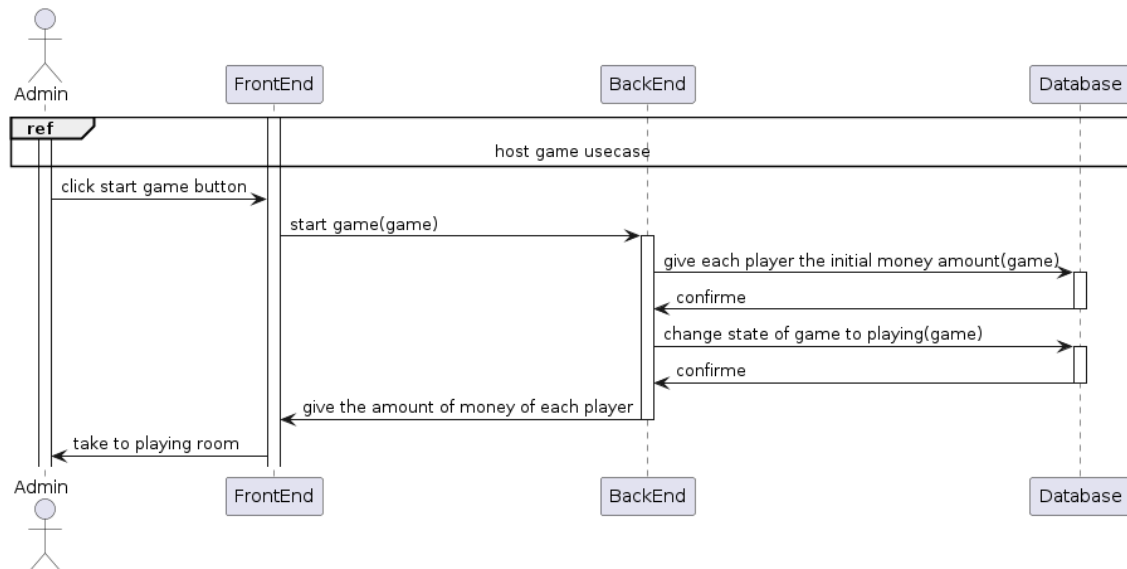 Admin
FrontEnd
BackEnd
Database
ref
host game usecase
click start game button
start game(game)
give each player the initial money amount(game)
confirme
change state of game to playing(game)
confirme
give the amount of money of each player
take to playing room
Admin
FrontEnd
BackEnd
Database